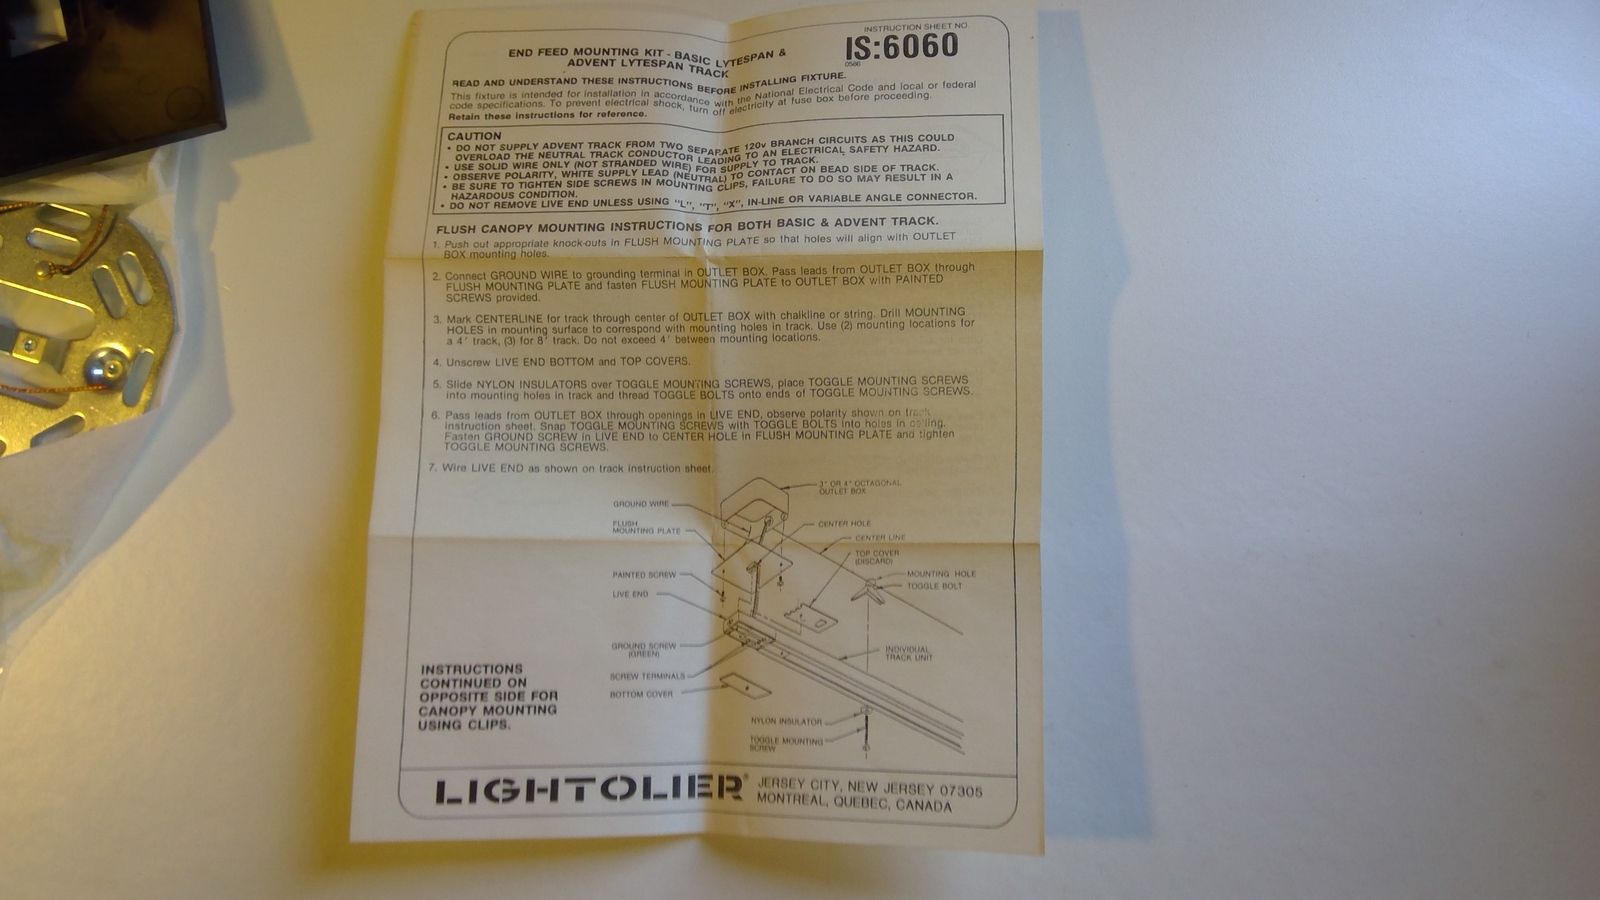 INSTRUCTION SHEET NO.
IS:6060
0586
END FEED MOUNTING KIT - BASIC LYTESPAN &
ADVENT LYTESPAN TRACK
READ AND UNDERSTAND THESE INSTRUCTIONS BEFORE INSTALLING FIXTURE.
This fixture is intended for installation in accordance with the National Electrical Code and local or federal
code specifications. To prevent electrical shock, turn off electricity at fuse box before proceeding.
Retain these instructions for reference.
CAUTION
• DO NOT SUPPLY ADVENT TRACK FROM TWO SEPARATE 120v BRANCH CIRCUITS AS THIS COULD
OVERLOAD THE NEUTRAL TRACK CONDUCTOR LEADING TO AN ELECTRICAL SAFETY HAZARD.
• USE SOLID WIRE ONLY (NOT STRANDED WIRE) FOR SUPPLY TO TRACK.
• OBSERVE POLARITY, WHITE SUPPLY LEAD (NEUTRAL) TO CONTACT ON BEAD SIDE OF TRACK.
• BE SURE TO TIGHTEN SIDE SCREWS IN MOUNTING CLIPS, FAILURE TO DO SO MAY RESULT IN A
HAZARDOUS CONDITION.
• DO NOT REMOVE LIVE END UNLESS USING "L", "T", "X", IN-LINE OR VARIABLE ANGLE CONNECTOR.
FLUSH CANOPY MOUNTING INSTRUCTIONS FOR BOTH BASIC & ADVENT TRACK.
1. Push out appropriate knock-outs in FLUSH MOUNTING PLATE so that holes will align with OUTLET
BOX mounting holes.
2. Connect GROUND WIRE to grounding terminal in OUTLET BOX. Pass leads from OUTLET BOX through
FLUSH MOUNTING PLATE and fasten FLUSH MOUNTING PLATE to OUTLET BOX with PAINTED
SCREWS provided.
3. Mark CENTERLINE for track through center of OUTLET BOX with chalkline or string. Drill MOUNTING
HOLES in mounting surface to correspond with mounting holes in track. Use (2) mounting locations for
a 4' track, (3) for 8' track. Do not exceed 4' between mounting locations.
4. Unscrew LIVE END BOTTOM and TOP COVERS.
5. Slide NYLON INSULATORS over TOGGLE MOUNTING SCREWS, place TOGGLE MOUNTING SCREWS
into mounting holes in track and thread TOGGLE BOLTS onto ends of TOGGLE MOUNTING SCREWS.
6. Pass leads from OUTLET BOX through openings in LIVE END, observe polarity shown on track
instruction sheet. Snap TOGGLE MOUNTING SCREWS with TOGGLE BOLTS into holes in ceiling.
Fasten GROUND SCREW in LIVE END to CENTER HOLE in FLUSH MOUNTING PLATE and tighten
TOGGLE MOUNTING SCREWS.
7. Wire LIVE END as shown on track instruction sheet.
3" OR 4" OCTAGONAL
OUTLET BOX
GROUND WIRE
FLUSH
MOUNTING PLATE
CENTER HOLE
CENTER LINE
TOP COVER
(DISCARD)
PAINTED SCREW
MOUNTING HOLE
TOGGLE BOLT
LIVE END
GROUND SCREW
(GREEN)
INDIVIDUAL
TRACK UNIT
SCREW TERMINALS
BOTTOM COVER
NYLON INSULATOR
TOGGLE MOUNTING
SCREW
INSTRUCTIONS
CONTINUED ON
OPPOSITE SIDE FOR
CANOPY MOUNTING
USING CLIPS.
LIGHTOLIER®
JERSEY CITY, NEW JERSEY 07305
MONTREAL, QUEBEC, CANADA